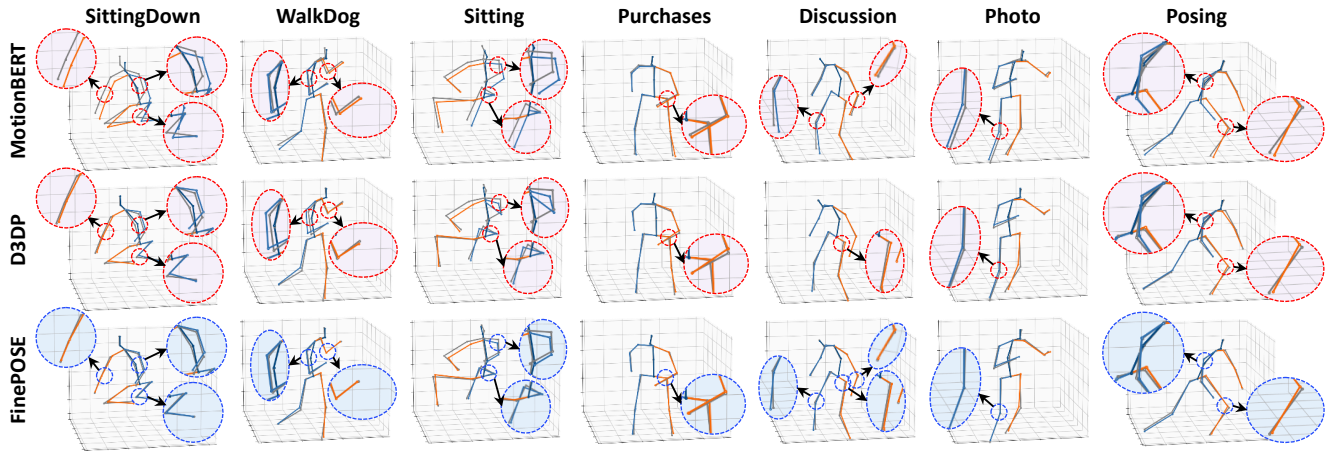 SittingDown WalkDog Sitting Purchases Discussion Photo Posing
MotionBERT
D3DP
FinePOSE